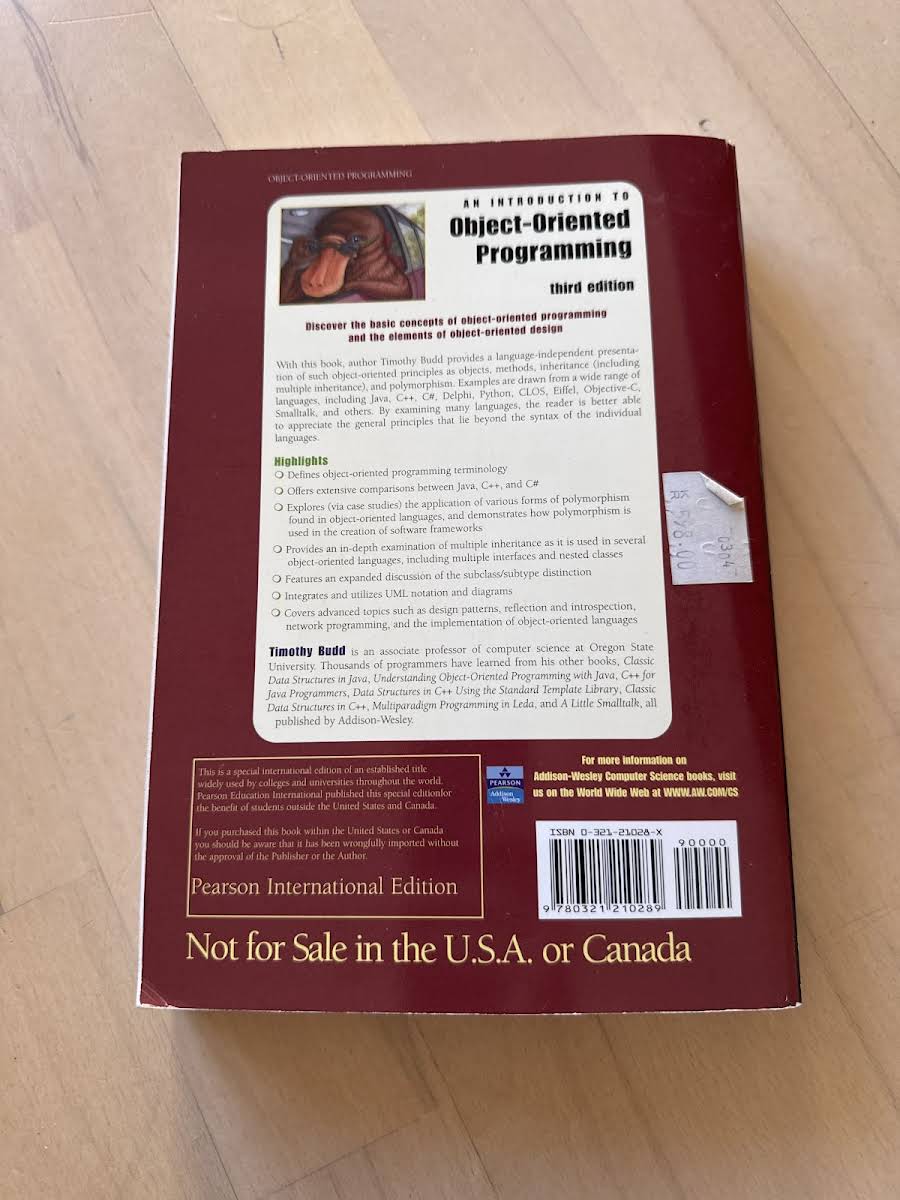 OBJECT-ORIENTED PROGRAMMING
AN INTRODUCTION TO
Object-Oriented
Programming
third edition
Discover the basic concepts of object-oriented programming
and the elements of object-oriented design
With this book, author Timothy Budd provides a language-independent presenta-
tion of such object-oriented principles as objects, methods, inheritance (including
multiple inheritance), and polymorphism. Examples are drawn from a wide range of
languages, including Java, C++, C#, Delphi, Python, CLOS, Eiffel, Objective-C,
Smalltalk, and others. By examining many languages, the reader is better able
to appreciate the general principles that lie beyond the syntax of the individual
languages.
Highlights
❍ Defines object-oriented programming terminology
❍ Offers extensive comparisons between Java, C++, and C#
❍ Explores (via case studies) the application of various forms of polymorphism
found in object-oriented languages, and demonstrates how polymorphism is
used in the creation of software frameworks
❍ Provides an in-depth examination of multiple inheritance as it is used in several
object-oriented languages, including multiple interfaces and nested classes
❍ Features an expanded discussion of the subclass/subtype distinction
❍ Integrates and utilizes UML notation and diagrams
❍ Covers advanced topics such as design patterns, reflection and introspection,
network programming, and the implementation of object-oriented languages
Timothy Budd is an associate professor of computer science at Oregon State
University. Thousands of programmers have learned from his other books, Classic
Data Structures in Java, Understanding Object-Oriented Programming with Java, C++ for
Java Programmers, Data Structures in C++ Using the Standard Template Library, Classic
Data Structures in C++, Multiparadigm Programming in Leda, and A Little Smalltalk, all
published by Addison-Wesley.
0304
KR
This is a special international edition of an established title
widely used by colleges and universities throughout the world.
Pearson Education International published this special editionfor
the benefit of students outside the United States and Canada.
If you purchased this book within the United States or Canada
you should be aware that it has been wrongfully imported without
the approval of the Publisher or the Author.
Pearson International Edition
PEARSON
Addison
Wesley
For more information on
Addison-Wesley Computer Science books, visit
us on the World Wide Web at WWW.AW.COM/CS
ISBN 0-321-21028-X
90000
9 780321 210289
Not for Sale in the U.S.A. or Canada